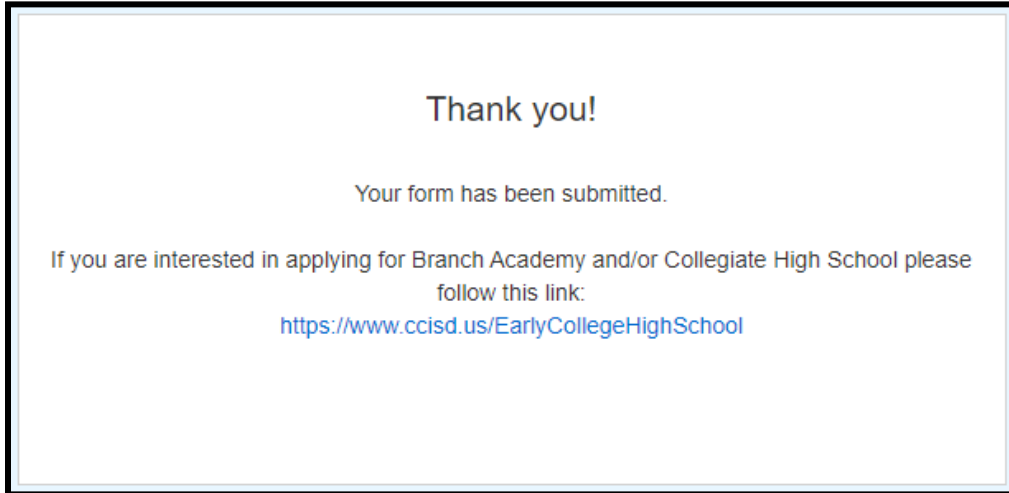 Thank you!
Your form has been submitted.
If you are interested in applying for Branch Academy and/or Collegiate High School please
follow this link:
https://www.ccisd.us/EarlyCollegeHighSchool